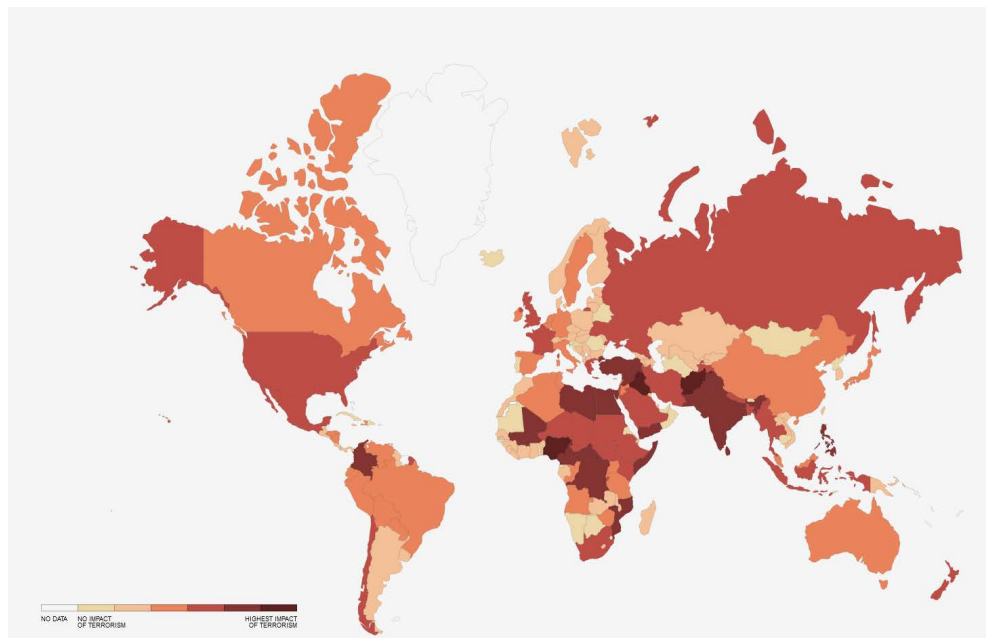 NO DATA
NO IMPACT
OF TERRORISM
HIGHEST IMPACT
OF TERRORISM